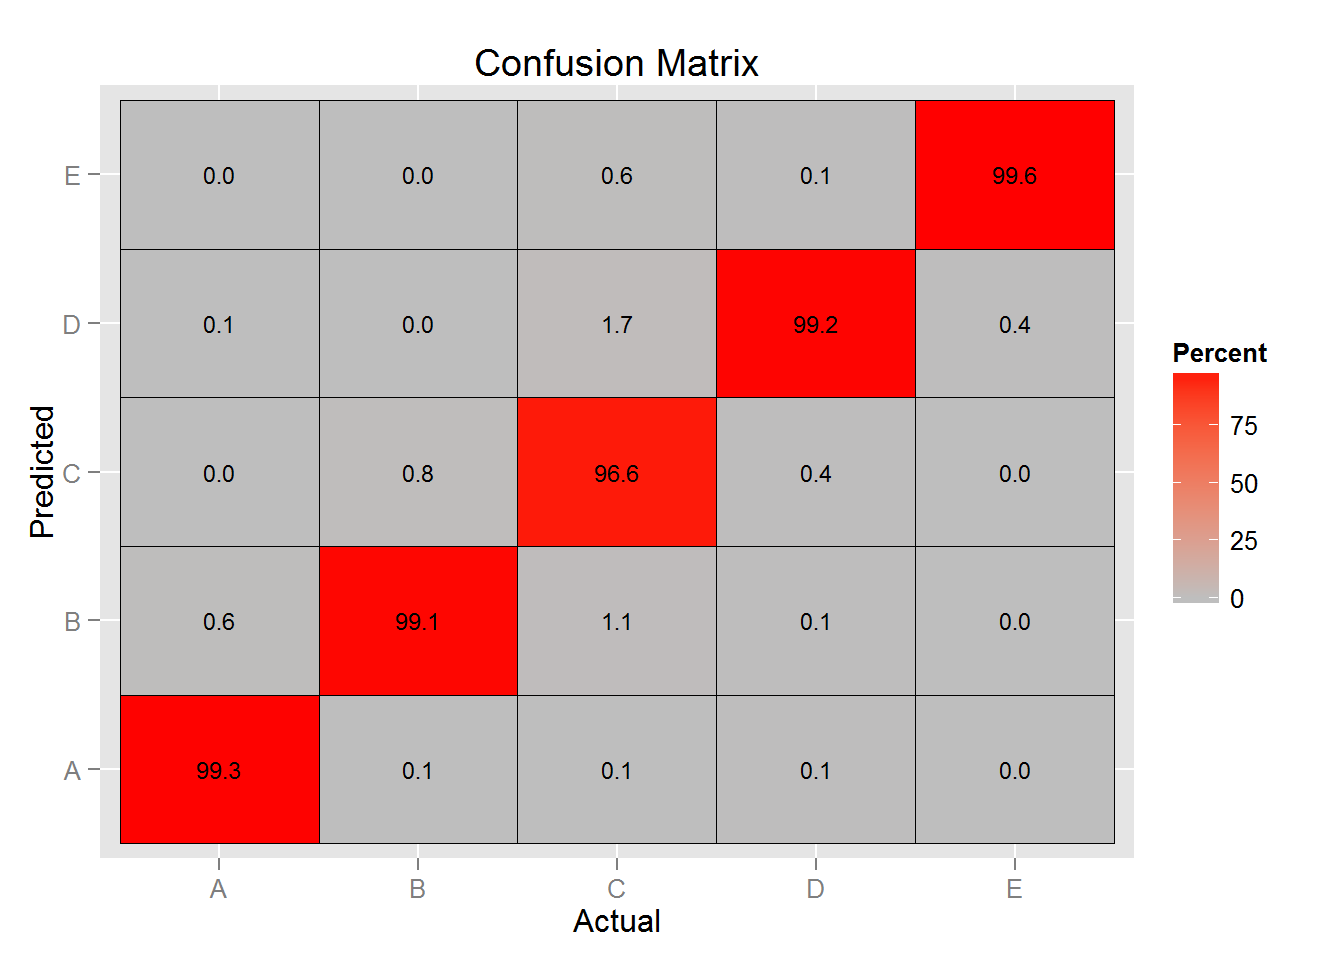 Confusion Matrix
E 0.0 0.0 0.6 0.1 99.6
D 0.1 0.0 1.7 99.2 0.4
C 0.0 0.8 96.6 0.4 0.0
B 0.6 99.1 1.1 0.1 0.0
A 99.3 0.1 0.1 0.1 0.0
A B C D E
Actual
Predicted
Percent
75
50
25
0